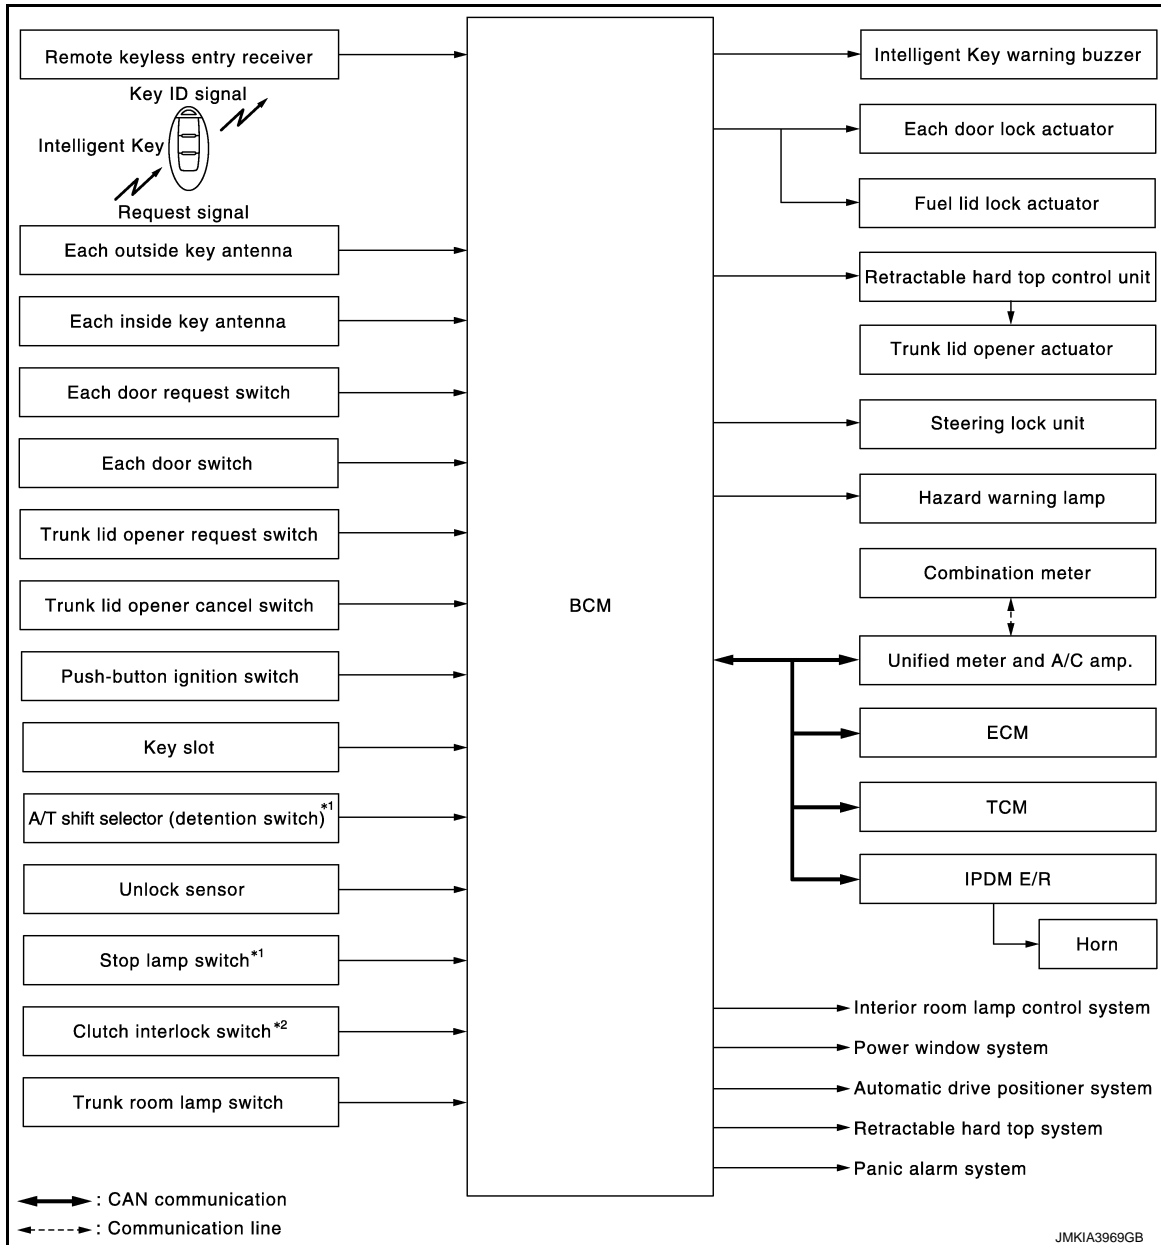 Remote keyless entry receiver
Key ID signal
Intelligent Key
Request signal
Each outside key antenna
Each inside key antenna
Each door request switch
Each door switch
Trunk lid opener request switch
Trunk lid opener cancel switch
Push-button ignition switch
Key slot
A/T shift selector (detention switch)*1
Unlock sensor
Stop lamp switch*1
Clutch interlock switch*2
Trunk room lamp switch
BCM
Intelligent Key warning buzzer
Each door lock actuator
Fuel lid lock actuator
Retractable hard top control unit
Trunk lid opener actuator
Steering lock unit
Hazard warning lamp
Combination meter
Unified meter and A/C amp.
ECM
TCM
IPDM E/R
Horn
Interior room lamp control system
Power window system
Automatic drive positioner system
Retractable hard top system
Panic alarm system
: CAN communication
: Communication line
JMKIA3969GB